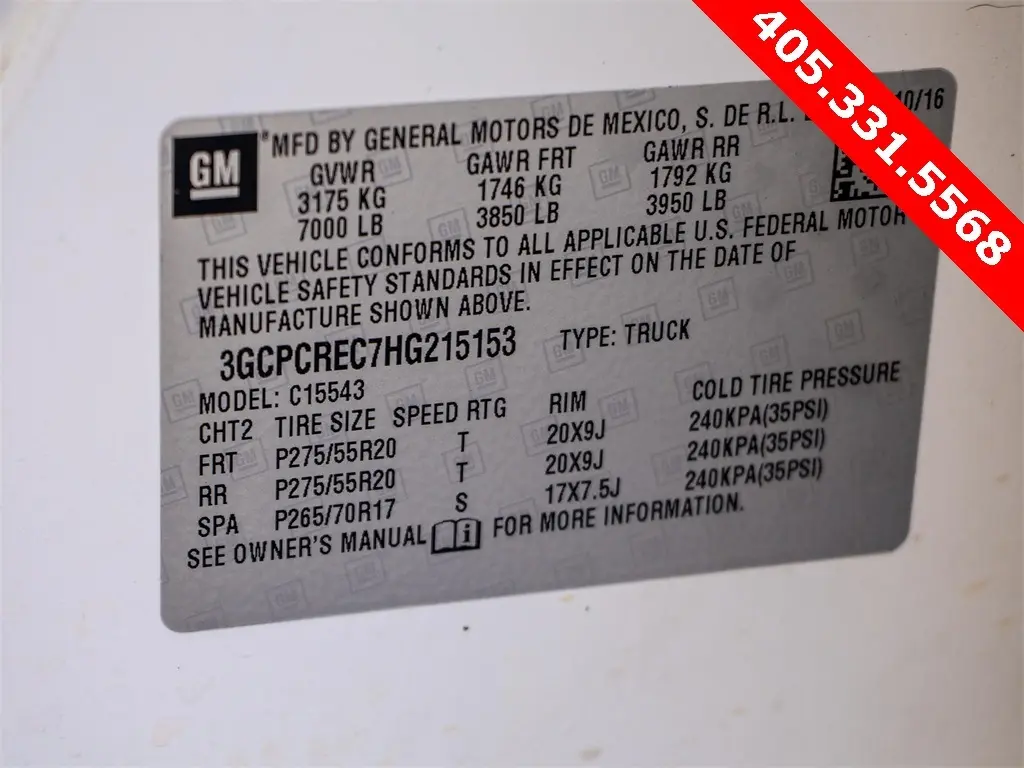 405.331.5568
GM
*MFD BY GENERAL MOTORS DE MEXICO, S. DE R.L. 10/16
GVWR GAWR FRT GAWR RR
3175 KG 1746 KG 1792 KG
7000 LB 3850 LB 3950 LB
THIS VEHICLE CONFORMS TO ALL APPLICABLE U.S. FEDERAL MOTOR
VEHICLE SAFETY STANDARDS IN EFFECT ON THE DATE OF
MANUFACTURE SHOWN ABOVE.
3GCPCREC7HG215153 TYPE: TRUCK
MODEL: C15543
CHT2 TIRE SIZE SPEED RTG RIM COLD TIRE PRESSURE
FRT P275/55R20 T 20X9J 240KPA(35PSI)
RR P275/55R20 T 20X9J 240KPA(35PSI)
SPA P265/70R17 S 17X7.5J 240KPA(35PSI)
SEE OWNER'S MANUAL i FOR MORE INFORMATION.